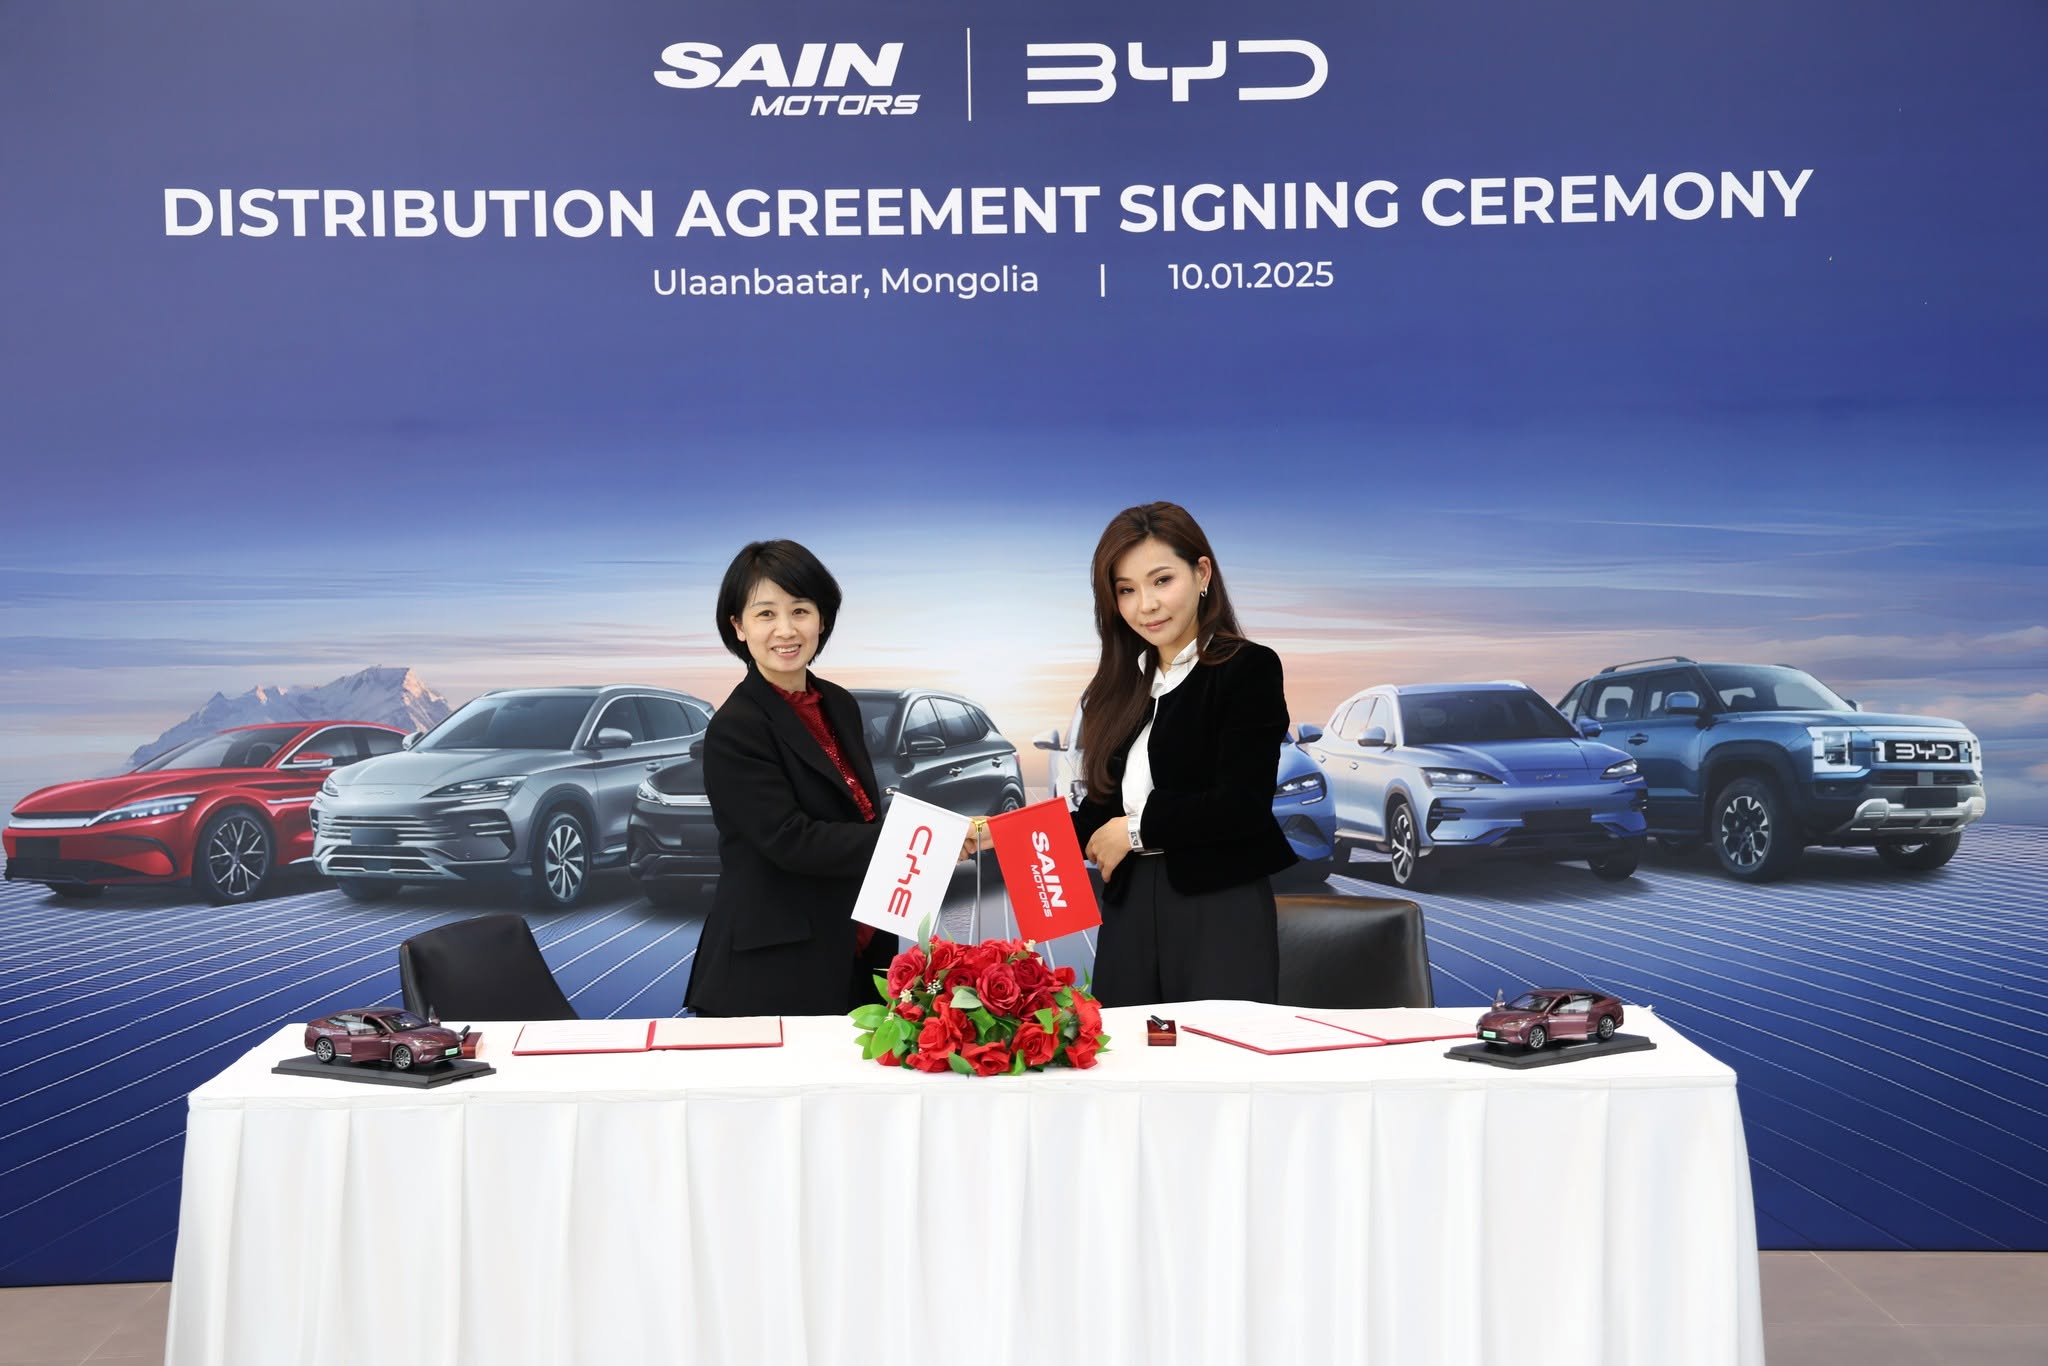 SAIN
MOTORS
BYD
DISTRIBUTION AGREEMENT SIGNING CEREMONY
Ulaanbaatar, Mongolia | 10.01.2025
BYD
BYD
SAIN
MOTORS